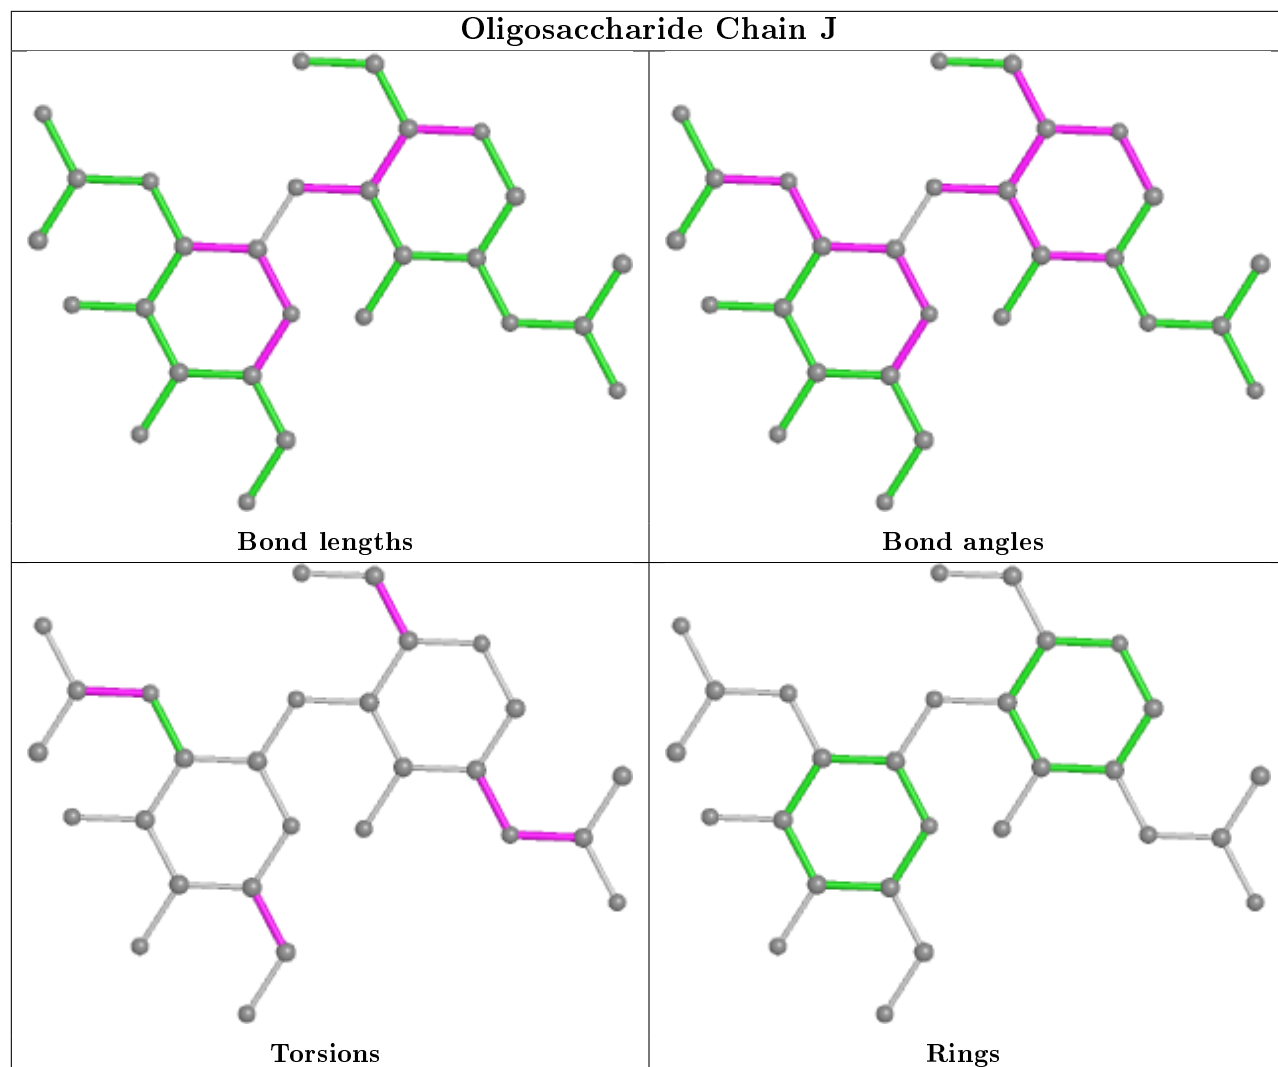 Oligosaccharide Chain J
Bond lengths
Bond angles
Torsions
Rings